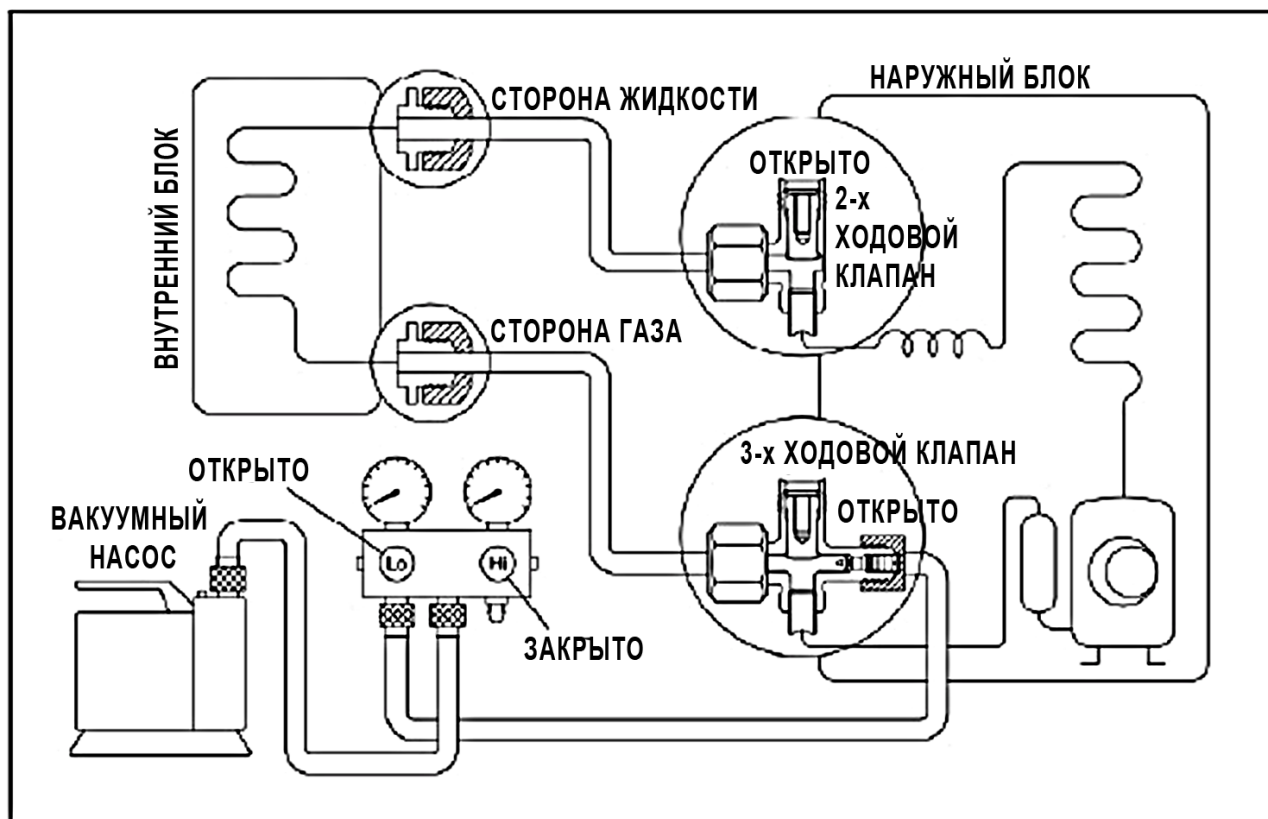 НАРУЖНЫЙ БЛОК
СТОРОНА ЖИДКОСТИ
ВНУТРЕННИЙ БЛОК
ОТКРЫТО
2-х
ХОДОВОЙ
КЛАПАН
СТОРОНА ГАЗА
3-х ХОДОВОЙ КЛАПАН
ОТКРЫТО
ОТКРЫТО
ВАКУУМНЫЙ
НАСОС
Lo
Hi
ЗАКРЫТО